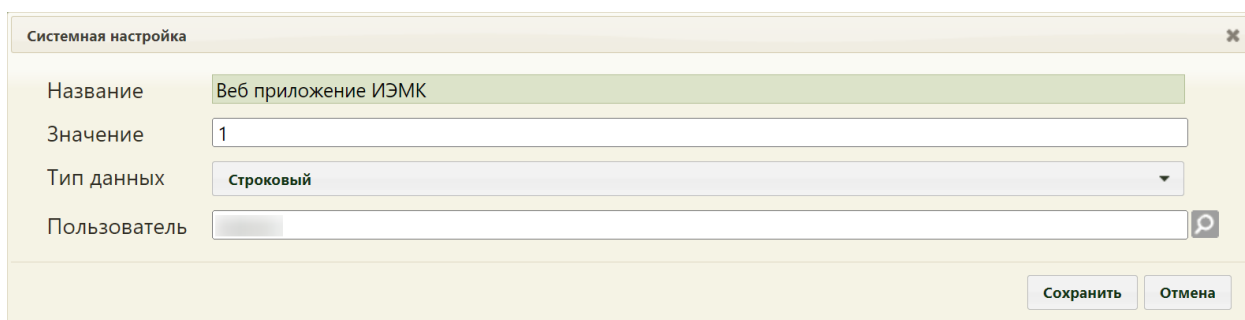 Системная настройка
Название Веб приложение ИЭМК
Значение 1
Тип данных Строковый
Пользователь
Сохранить Отмена